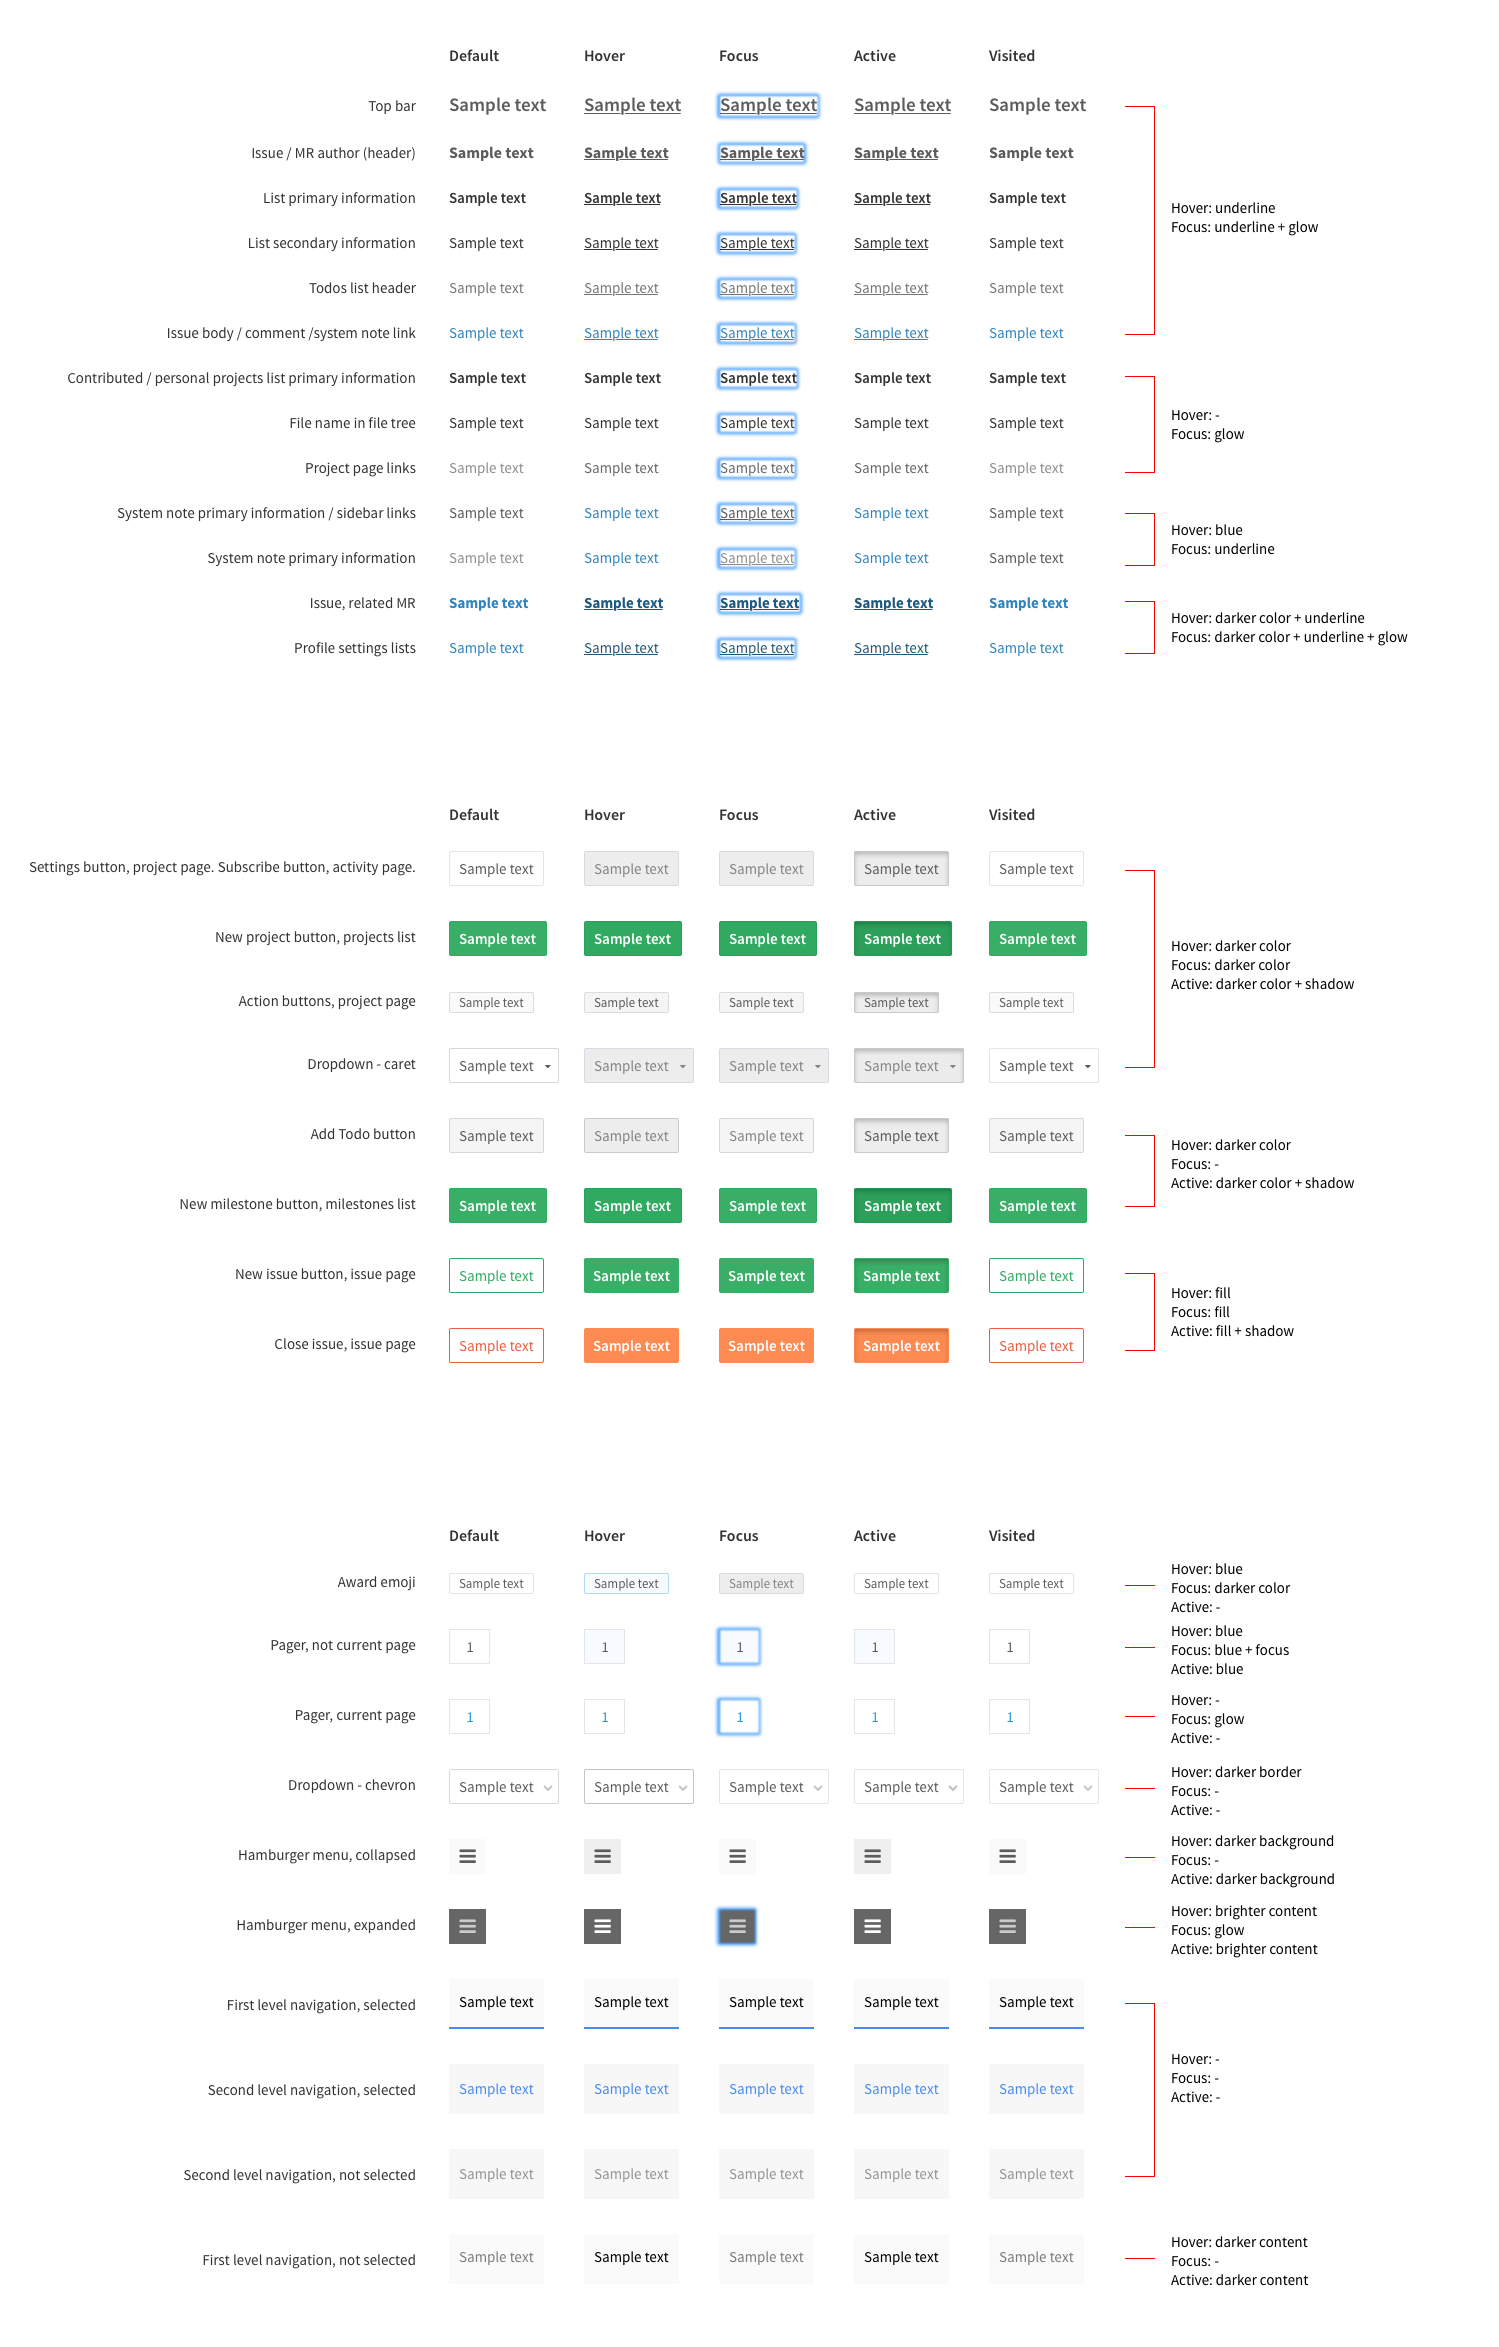 Default Hover Focus Active Visited
Top bar Sample text Sample text Sample text Sample text Sample text
Issue / MR author (header) Sample text Sample text Sample text Sample text Sample text
List primary information Sample text Sample text Sample text Sample text Sample text
Hover: underline
Focus: underline + glow
List secondary information Sample text Sample text Sample text Sample text Sample text
Todos list header Sample text Sample text Sample text Sample text Sample text
Issue body / comment /system note link Sample text Sample text Sample text Sample text Sample text
Contributed / personal projects list primary information Sample text Sample text Sample text Sample text Sample text
Hover: -
File name in file tree Sample text Sample text Sample text Sample text Sample text
Focus: glow
Project page links Sample text Sample text Sample text Sample text Sample text
System note primary information / sidebar links Sample text Sample text Sample text Sample text Sample text
Hover: blue
Focus: underline
System note primary information Sample text Sample text Sample text Sample text Sample text
Issue, related MR Sample text Sample text Sample text Sample text Sample text
Hover: darker color + underline
Focus: darker color + underline + glow
Profile settings lists Sample text Sample text Sample text Sample text Sample text
Default Hover Focus Active Visited
Settings button, project page. Subscribe button, activity page. Sample text Sample text Sample text Sample text Sample text
New project button, projects list Sample text Sample text Sample text Sample text Sample text
Hover: darker color
Focus: darker color
Active: darker color + shadow
Action buttons, project page Sample text Sample text Sample text Sample text Sample text
Dropdown - caret Sample text Sample text Sample text Sample text Sample text
Add Todo button Sample text Sample text Sample text Sample text Sample text
Hover: darker color
Focus: -
Active: darker color + shadow
New milestone button, milestones list Sample text Sample text Sample text Sample text Sample text
New issue button, issue page Sample text Sample text Sample text Sample text Sample text
Hover: fill
Focus: fill
Active: fill + shadow
Close issue, issue page Sample text Sample text Sample text Sample text Sample text
Default Hover Focus Active Visited
Award emoji Sample text Sample text Sample text Sample text Sample text
Hover: blue
Focus: darker color
Active: -
Pager, not current page 1 1 1 1 1
Hover: blue
Focus: blue + focus
Active: blue
Pager, current page 1 1 1 1 1
Hover: -
Focus: glow
Active: -
Dropdown - chevron Sample text Sample text Sample text Sample text Sample text
Hover: darker border
Focus: -
Active: -
Hamburger menu, collapsed
Hover: darker background
Focus: -
Active: darker background
Hamburger menu, expanded
Hover: brighter content
Focus: glow
Active: brighter content
First level navigation, selected Sample text Sample text Sample text Sample text Sample text
Hover: -
Focus: -
Active: -
Second level navigation, selected Sample text Sample text Sample text Sample text Sample text
Second level navigation, not selected Sample text Sample text Sample text Sample text Sample text
First level navigation, not selected Sample text Sample text Sample text Sample text Sample text
Hover: darker content
Focus: -
Active: darker content